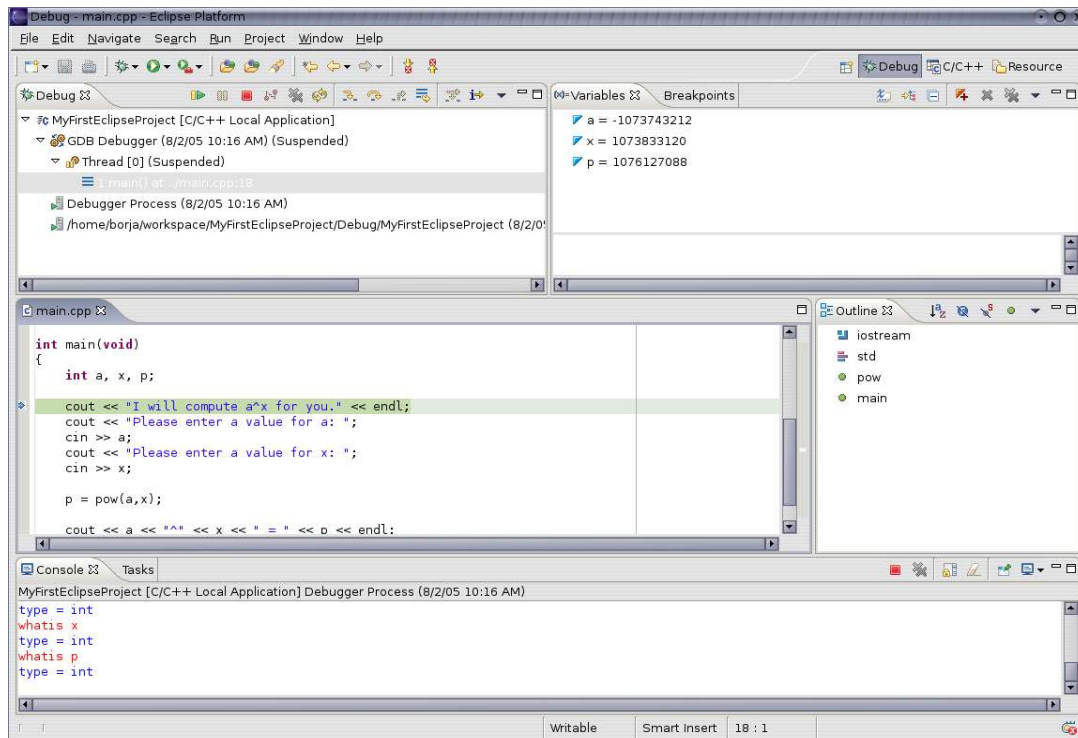 Debug - main.cpp - Eclipse Platform
File Edit Navigate Search Run Project Window Help
Debug C/C++ Resource
Debug
MyFirstEclipseProject [C/C++ Local Application]
GDB Debugger (8/2/05 10:16 AM) (Suspended)
Thread [0] (Suspended)
1 main() at ../main.cpp:18
Debugger Process (8/2/05 10:16 AM)
/home/borja/workspace/MyFirstEclipseProject/Debug/MyFirstEclipseProject (8/2/0
Variables Breakpoints
a = -1073743212
x = 1073833120
p = 1076127088
main.cpp
int main(void)
{
int a, x, p;
cout << "I will compute a^x for you." << endl;
cout << "Please enter a value for a: ";
cin >> a;
cout << "Please enter a value for x: ";
cin >> x;
p = pow(a,x);
cout << a << "^" << x << " = " << p << endl;
Outline
iostream
std
pow
main
Console Tasks
MyFirstEclipseProject [C/C++ Local Application] Debugger Process (8/2/05 10:16 AM)
type = int
whatis x
type = int
whatis p
type = int
Writable Smart Insert 18 : 1